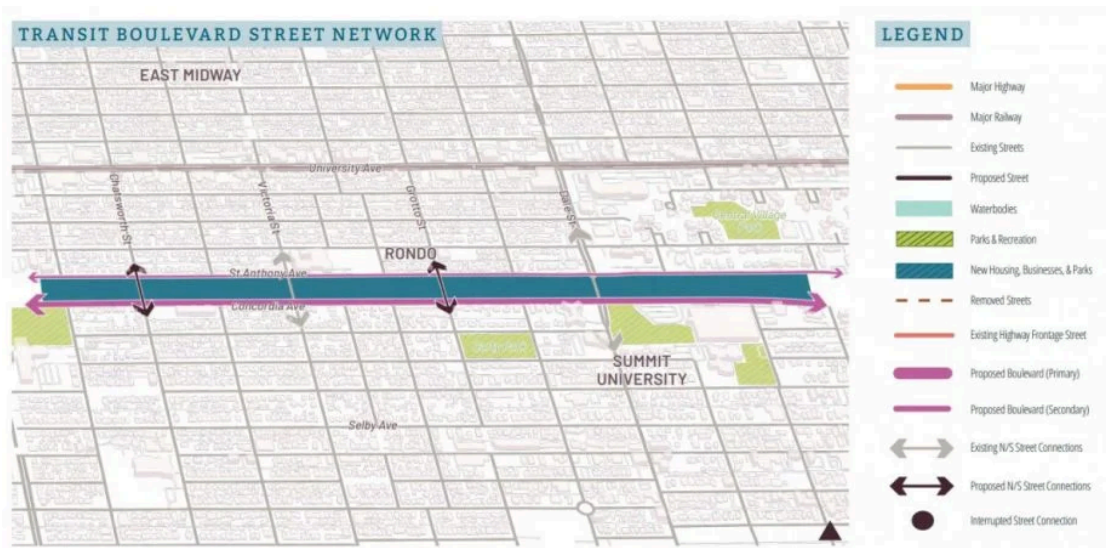 TRANSIT BOULEVARD STREET NETWORK
EAST MIDWAY
University Ave
Chatsworth St
Victoria St
Grotto St
Dale St
RONDO
St Anthony Ave
Concordia Ave
SUMMIT
UNIVERSITY
Selby Ave
LEGEND
Major Highway
Major Railway
Existing Streets
Proposed Street
Waterbodies
Parks & Recreation
New Housing, Businesses, & Parks
Removed Streets
Existing Highway Frontage Street
Proposed Boulevard (Primary)
Proposed Boulevard (Secondary)
Existing N/S Street Connections
Proposed N/S Street Connections
Interrupted Street Connection